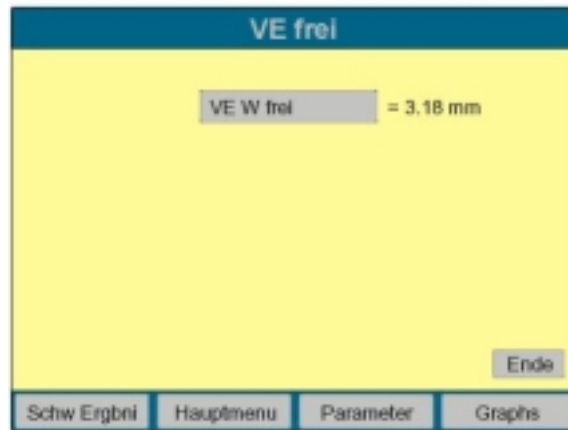 VE frei
VE W frei = 3.18 mm
Ende
Schw Ergbni Hauptmenu Parameter Graphs